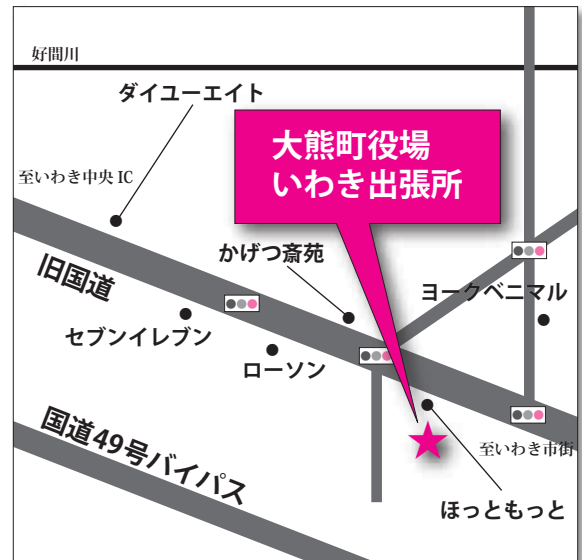 好間川
ダイユーエイト
大熊町役場
いわき出張所
至いわき中央 IC
かげつ斎苑
旧国道
ヨークベニマル
セブンイレブン
ローソン
国道49号バイパス
至いわき市街
ほっともっと